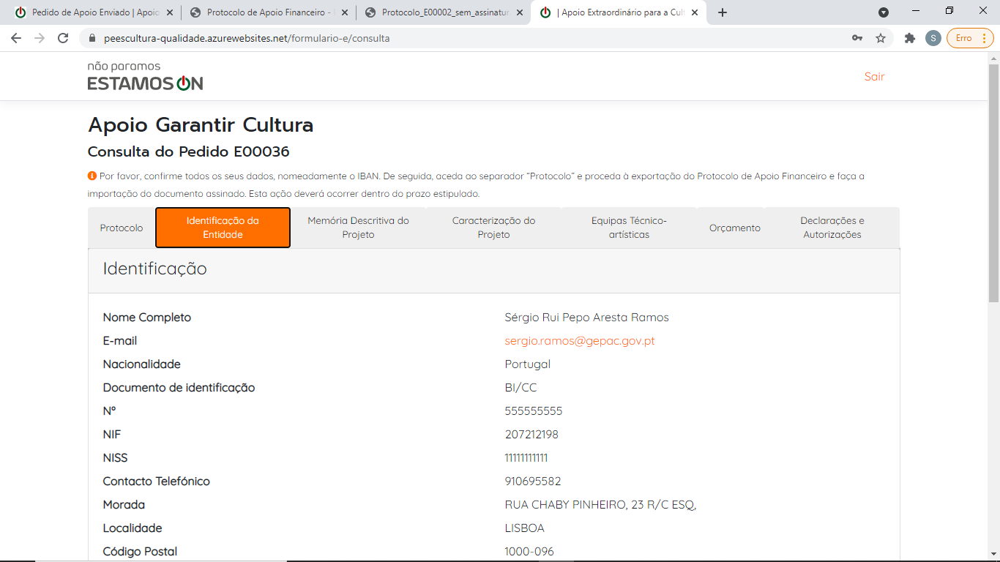 Pedido de Apoio Enviado | Apoio
Protocolo de Apoio Financeiro -
Protocolo_E00002_sem_assinatur
| Apoio Extraordinário para a Cult
peescultura-qualidade.azurewebsites.net/formulario-e/consulta
S
Erro
não paramos
ESTAMOS ON
Sair
Apoio Garantir Cultura
Consulta do Pedido E00036
Por favor, confirme todos os seus dados, nomeadamente o IBAN. De seguida, aceda ao separador “Protocolo” e proceda à exportação do Protocolo de Apoio Financeiro e faça a
importação do documento assinado. Esta ação deverá ocorrer dentro do prazo estipulado.
Protocolo
Identificação da
Entidade
Memória Descritiva do
Projeto
Caracterização do
Projeto
Equipas Técnico-
artísticas
Orçamento
Declarações e
Autorizações
Identificação
Nome Completo Sérgio Rui Pepo Aresta Ramos
E-mail sergio.ramos@gepac.gov.pt
Nacionalidade Portugal
Documento de identificação BI/CC
Nº 555555555
NIF 207212198
NISS 11111111111
Contacto Telefónico 910695582
Morada RUA CHABY PINHEIRO, 23 R/C ESQ,
Localidade LISBOA
Código Postal 1000-096